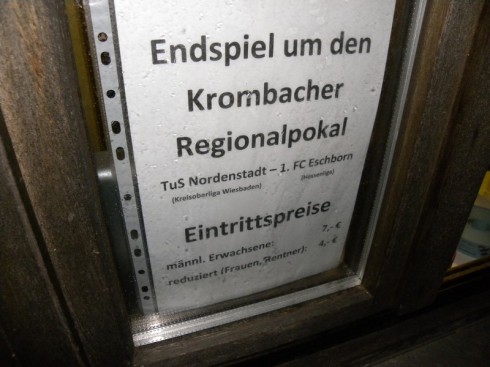 Endspiel um den
Krombacher
Regionalpokal
TuS Nordenstadt – 1. FC Eschborn
(Kreisoberliga Wiesbaden) (Hessenliga)
Eintrittspreise
männl. Erwachsene: 7,- €
reduziert (Frauen, Rentner): 4,- €